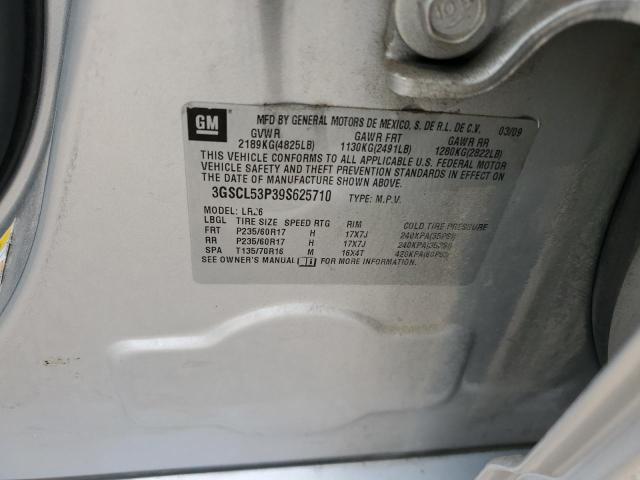 GM
MFD BY GENERAL MOTORS DE MEXICO, S. DE R.L. DE C.V. 03/09
GVWR GAWR FRT GAWR RR
2189KG(4825LB) 1130KG(2491LB) 1280KG(2822LB)
THIS VEHICLE CONFORMS TO ALL APPLICABLE U.S. FEDERAL MOTOR
VEHICLE SAFETY AND THEFT PREVENTION STANDARDS IN EFFECT ON
THE DATE OF MANUFACTURE SHOWN ABOVE.
3GSCL53P39S625710 TYPE: M.P.V.
MODEL: LR26
LBGL TIRE SIZE SPEED RTG RIM COLD TIRE PRESSURE
FRT P235/60R17 H 17X7J 240KPA(35PSI)
RR P235/60R17 H 17X7J 240KPA(35PSI)
SPA T135/70R16 M 16X4T 420KPA(60PSI)
SEE OWNER'S MANUAL FOR MORE INFORMATION.